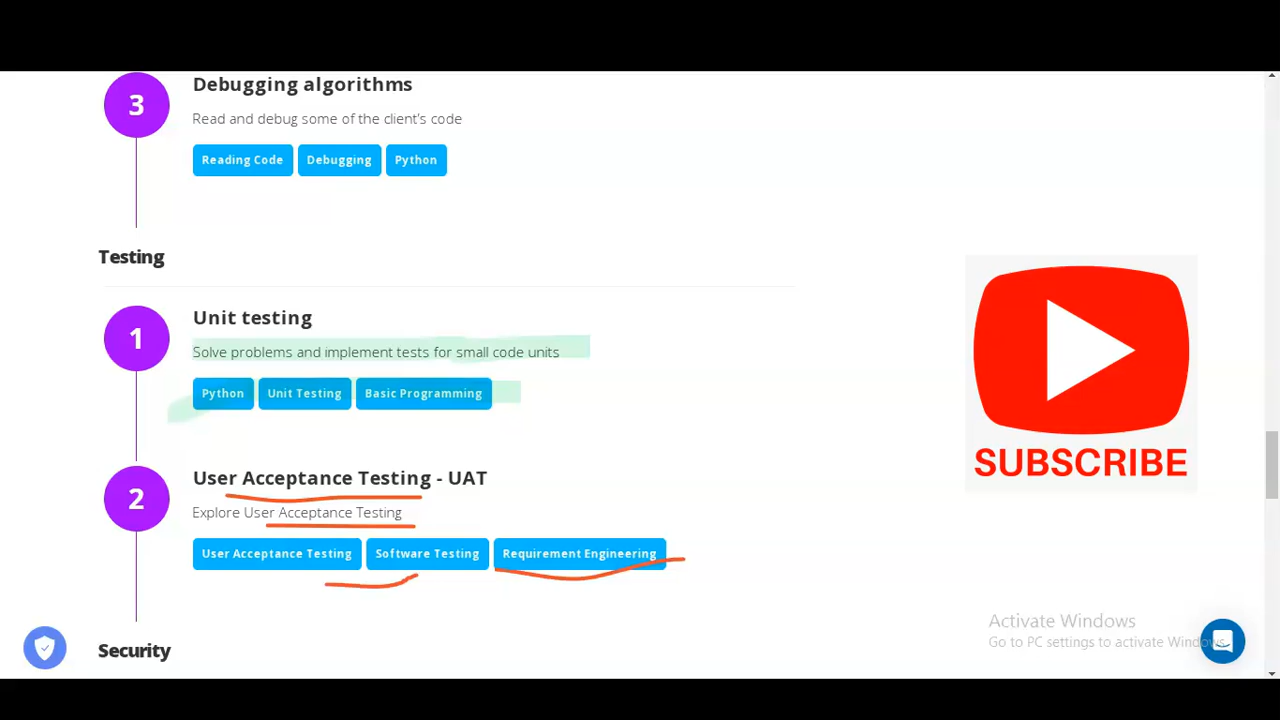 3
Debugging algorithms
Read and debug some of the client's code
Reading Code
Debugging
Python
Testing
1
Unit testing
Solve problems and implement tests for small code units
Python
Unit Testing
Basic Programming
SUBSCRIBE
2
User Acceptance Testing - UAT
Explore User Acceptance Testing
User Acceptance Testing
Software Testing
Requirement Engineering
Activate Windows
Go to PC settings to activate Windows.
Security